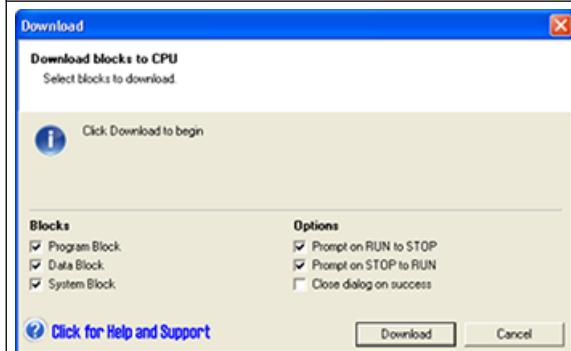 Download
Download blocks to CPU
Select blocks to download.
Click Download to begin
Blocks
Program Block
Data Block
System Block
Options
Prompt on RUN to STOP
Prompt on STOP to RUN
Close dialog on success
Click for Help and Support
Download
Cancel